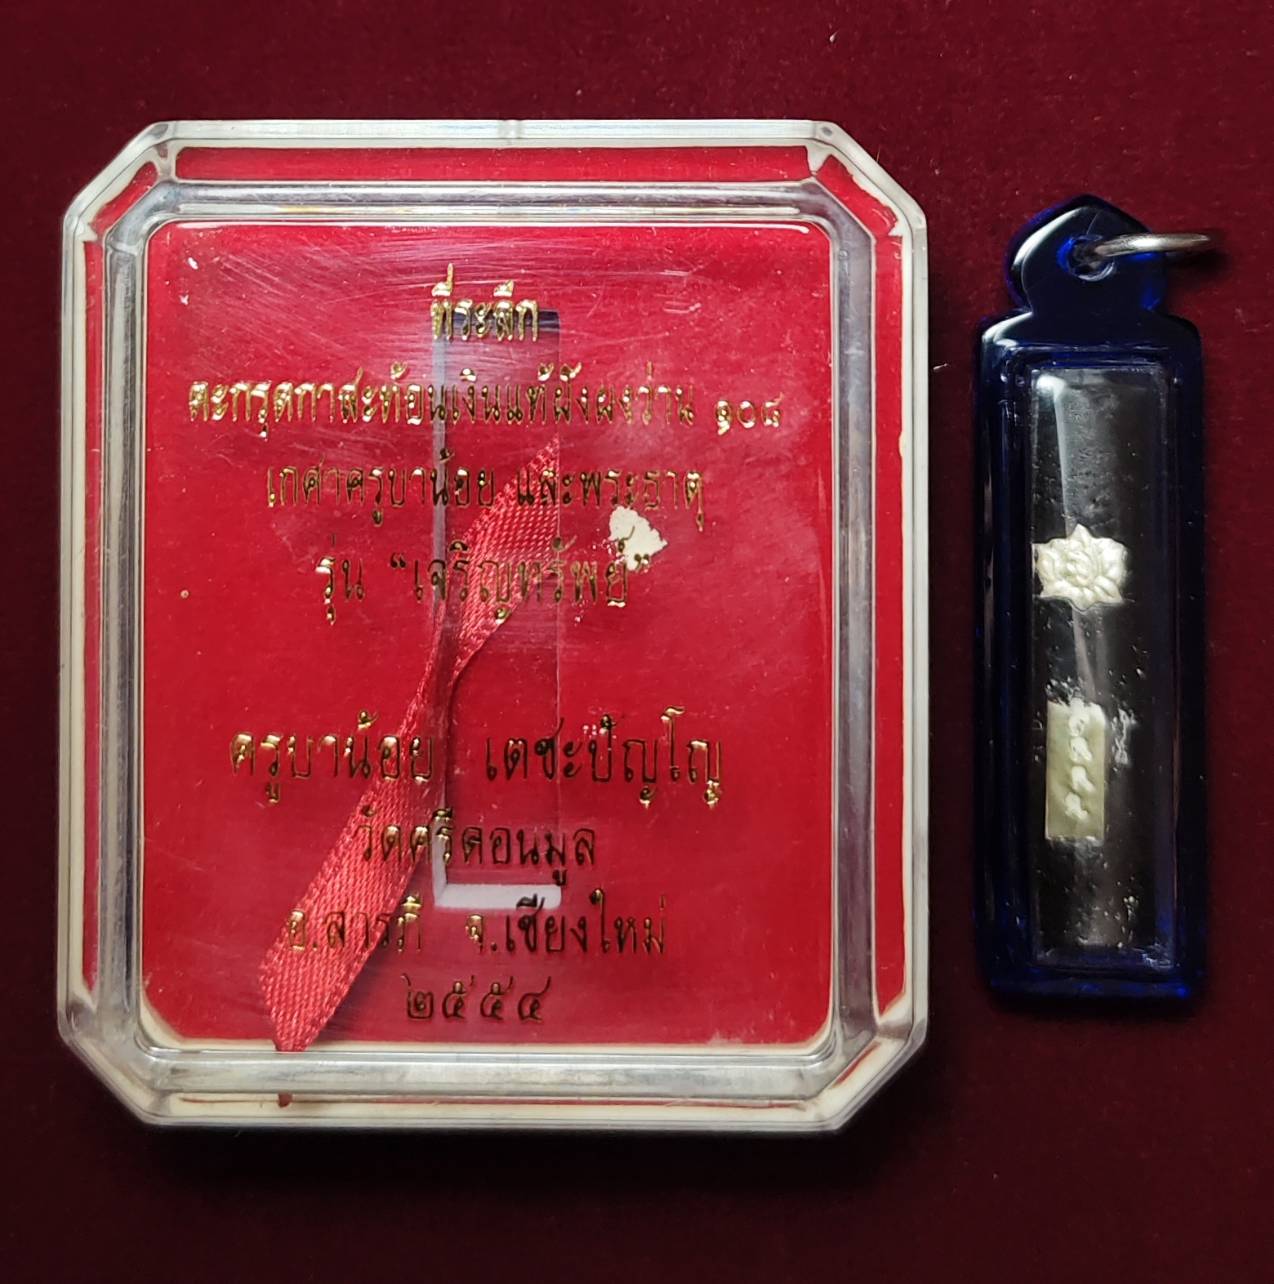 ที่ระลึก
ตะกรุดกาสะท้อนเงินแท้ฝังผงว่าน ๑๐๘
เกศาครูบาน้อย และพระธาตุ
รุ่น "เจริญทรัพย์"
ครูบาน้อย เตชะปัญโญ
วัดศรีดอนมูล
อ.สารภี จ.เชียงใหม่
๒๕๕๔